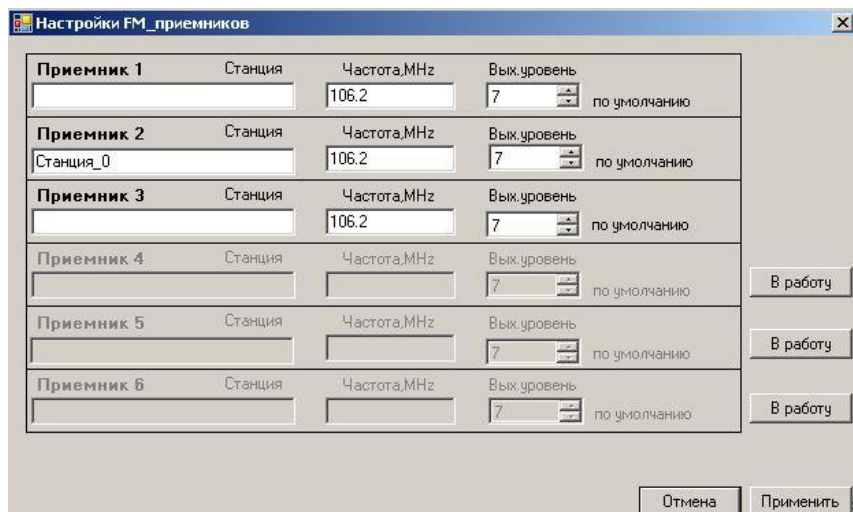 Настройки FM_приемников
Приемник 1 Станция Частота,MHz Вых.уровень
106.2 7 по умолчанию
Приемник 2 Станция Частота,MHz Вых.уровень
Станция_0 106.2 7 по умолчанию
Приемник 3 Станция Частота,MHz Вых.уровень
106.2 7 по умолчанию
Приемник 4 Станция Частота,MHz Вых.уровень
7 по умолчанию В работу
Приемник 5 Станция Частота,MHz Вых.уровень
7 по умолчанию В работу
Приемник 6 Станция Частота,MHz Вых.уровень
7 по умолчанию В работу
Отмена Применить